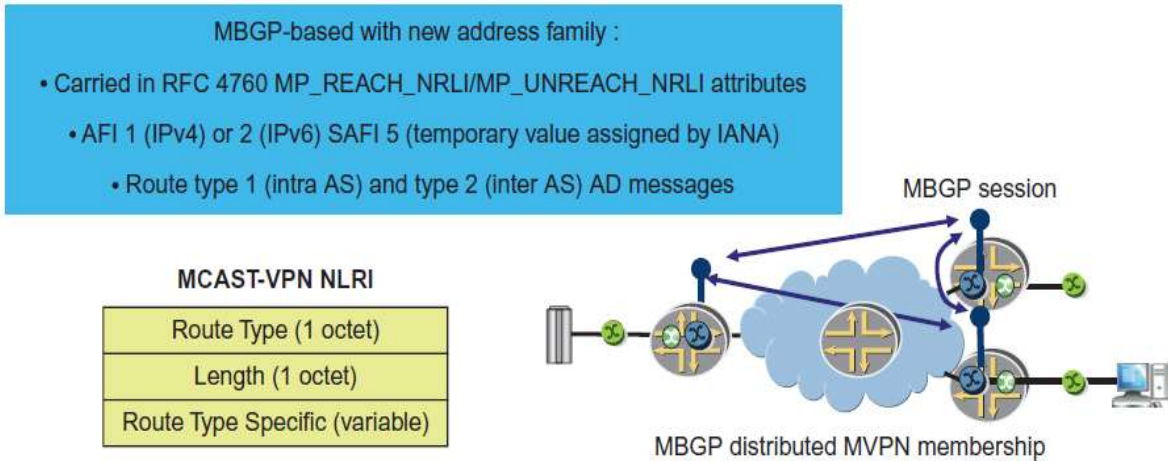 MBGP-based with new address family :
• Carried in RFC 4760 MP_REACH_NRLI/MP_UNREACH_NRLI attributes
• AFI 1 (IPv4) or 2 (IPv6) SAFI 5 (temporary value assigned by IANA)
• Route type 1 (intra AS) and type 2 (inter AS) AD messages
MBGP session
MCAST-VPN NLRI
Route Type (1 octet)
Length (1 octet)
Route Type Specific (variable)
MBGP distributed MVPN membership